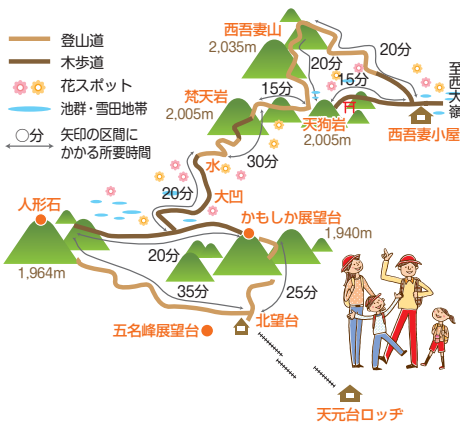 登山道
木歩道
花スポット
池群・雪田地帯
○分 矢印の区間に
かかる所要時間
西吾妻山
2,035m
20分
20分
15分
至西大嶺
西吾妻小屋
15分
梵天岩
2,005m
天狗岩
2,005m
30分
水
20分
大凹
人形石
1,964m
かもしか展望台
1,940m
20分
35分
25分
五名峰展望台
北望台
天元台ロッヂ